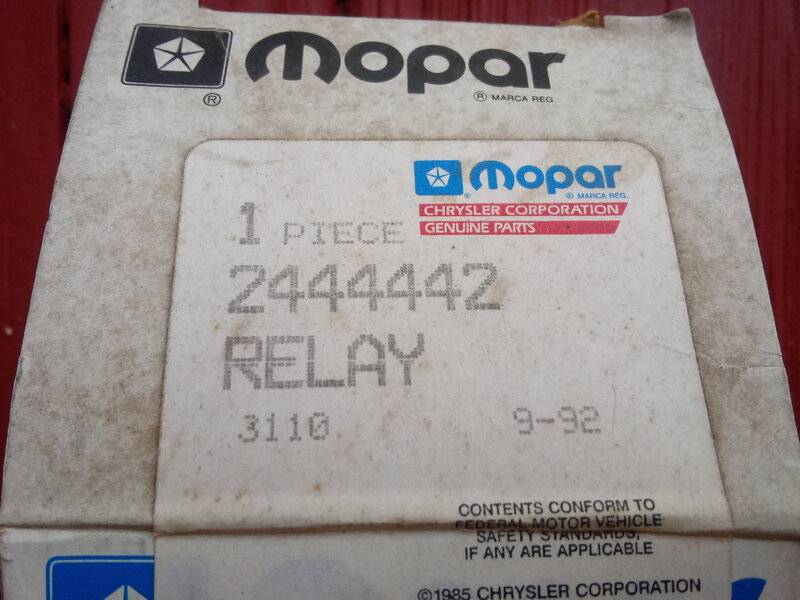 mopar
® ® MARCA REG
mopar
® ® MARCA REG.
CHRYSLER CORPORATION
GENUINE PARTS
1 PIECE
2444442
RELAY
3110 9-92
CONTENTS CONFORM TO
FEDERAL MOTOR VEHICLE
SAFETY STANDARDS,
IF ANY ARE APPLICABLE
©1985 CHRYSLER CORPORATION